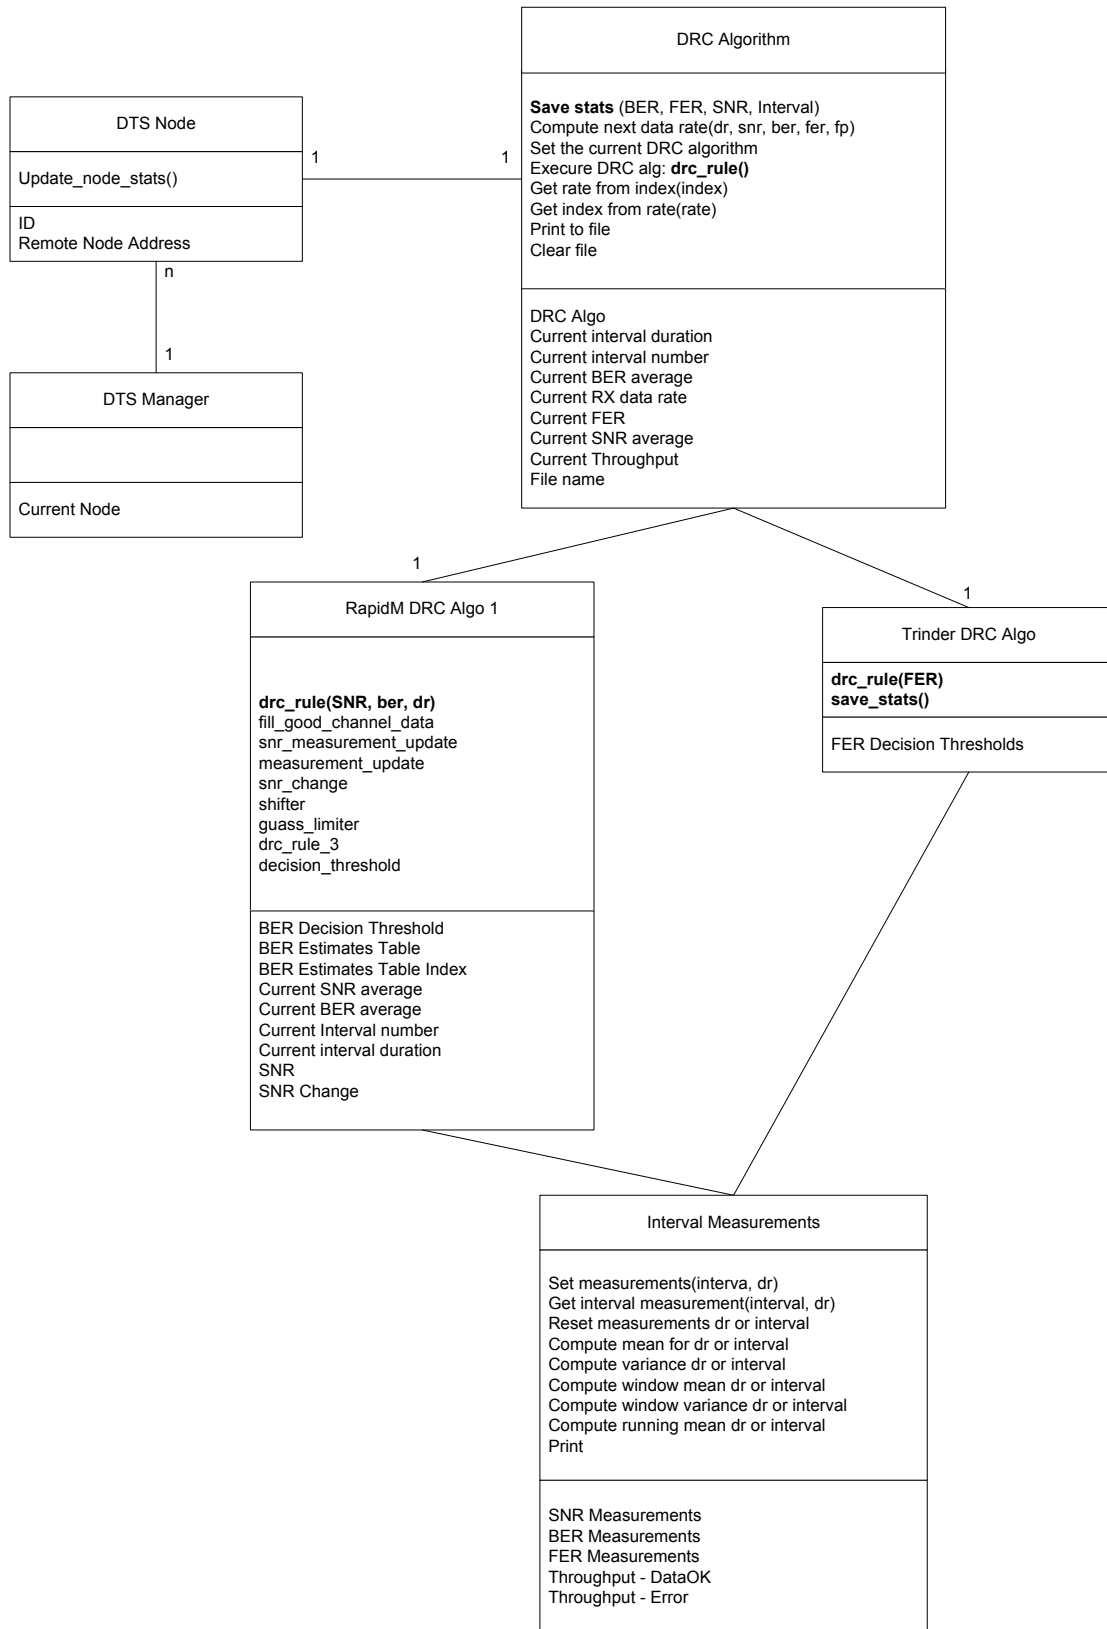 DRC Algorithm
Save stats (BER, FER, SNR, Interval)
Compute next data rate(dr, snr, ber, fer, fp)
Set the current DRC algorithm
Execure DRC alg: drc_rule()
Get rate from index(index)
Get index from rate(rate)
Print to file
Clear file
DRC Algo
Current interval duration
Current interval number
Current BER average
Current RX data rate
Current FER
Current SNR average
Current Throughput
File name
DTS Node
Update_node_stats()
ID
Remote Node Address
1
1
n
1
DTS Manager
Current Node
1
RapidM DRC Algo 1
drc_rule(SNR, ber, dr)
fill_good_channel_data
snr_measurement_update
measurement_update
snr_change
shifter
guass_limiter
drc_rule_3
decision_threshold
BER Decision Threshold
BER Estimates Table
BER Estimates Table Index
Current SNR average
Current BER average
Current Interval number
Current interval duration
SNR
SNR Change
1
Trinder DRC Algo
drc_rule(FER)
save_stats()
FER Decision Thresholds
Interval Measurements
Set measurements(interva, dr)
Get interval measurement(interval, dr)
Reset measurements dr or interval
Compute mean for dr or interval
Compute variance dr or interval
Compute window mean dr or interval
Compute window variance dr or interval
Compute running mean dr or interval
Print
SNR Measurements
BER Measurements
FER Measurements
Throughput - DataOK
Throughput - Error